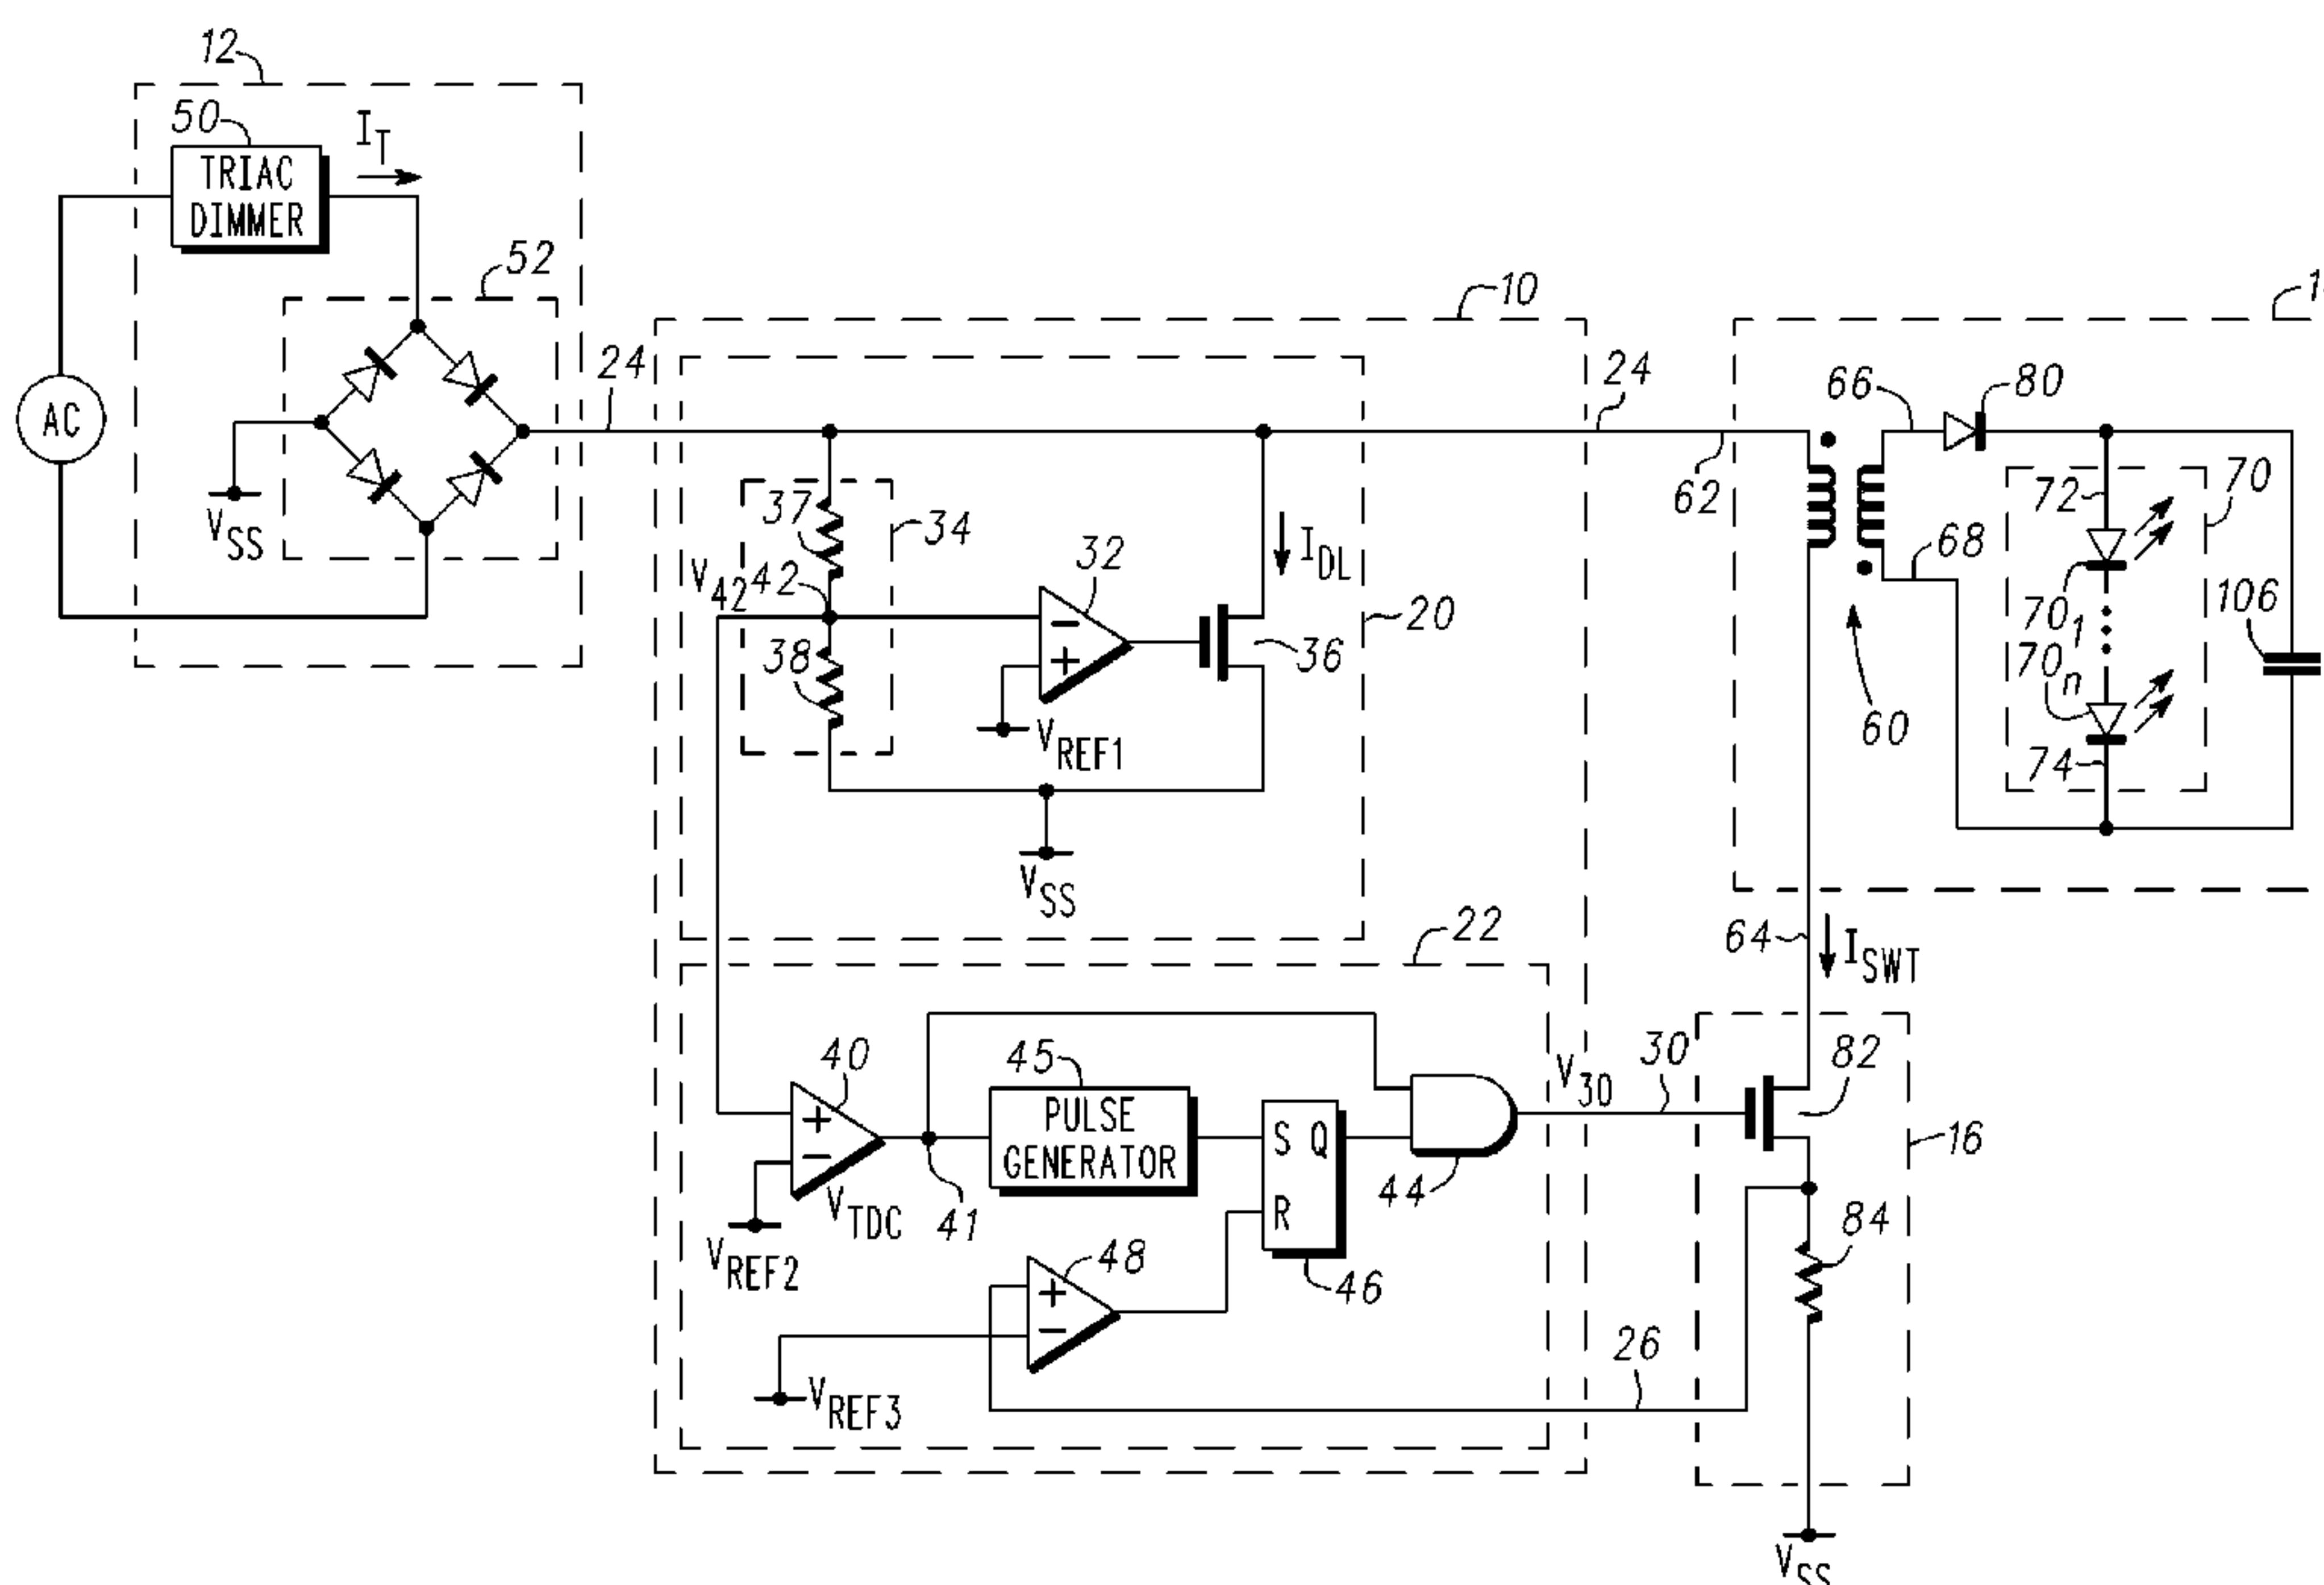 12
50
I_T
TRIAC
DIMMER
52
AC
V_SS
24
10
24
1
66
80
62
72
70
70_1
68
106
70_n
74
60
37
34
V_42
42
32
I_DL
20
38
36
V_REF1
V_SS
22
64
I_SWT
40
45
PULSE
GENERATOR
V_30
30
82
+
−
S Q
R
44
16
V_TDC
41
V_REF2
48
46
84
26
V_REF3
V_SS